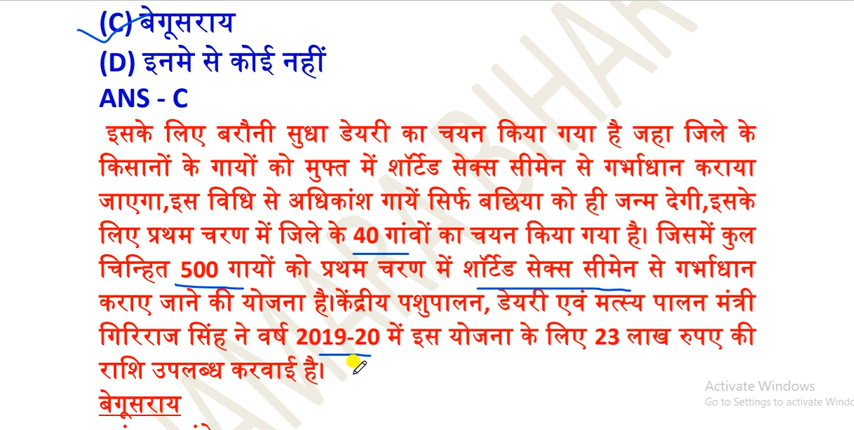 (C) बेगूसराय
(D) इनमे से कोई नहीं
ANS - C
इसके लिए बरौनी सुधा डेयरी का चयन किया गया है जहा जिले के
किसानों के गायों को मुफ्त में शॉर्टेड सेक्स सीमेन से गर्भाधान कराया
जाएगा,इस विधि से अधिकांश गायें सिर्फ बछिया को ही जन्म देगी,इसके
लिए प्रथम चरण में जिले के 40 गांवों का चयन किया गया है। जिसमें कुल
चिन्हित 500 गायों को प्रथम चरण में शॉर्टेड सेक्स सीमेन से गर्भाधान
कराए जाने की योजना है।केंद्रीय पशुपालन, डेयरी एवं मत्स्य पालन मंत्री
गिरिराज सिंह ने वर्ष 2019-20 में इस योजना के लिए 23 लाख रुपए की
राशि उपलब्ध करवाई है।
बेगूसराय
Activate Windows
Go to Settings to activate Windo